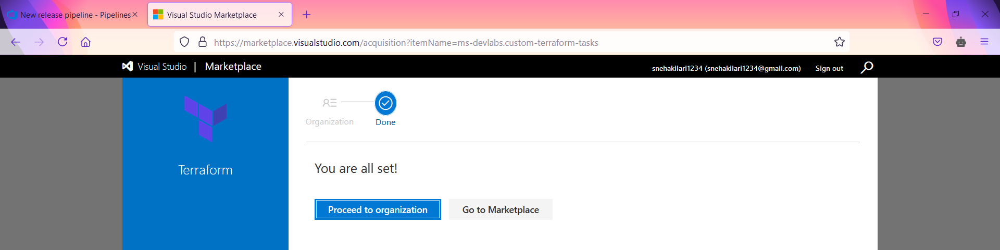 New release pipeline - Pipelines
Visual Studio Marketplace
https://marketplace.visualstudio.com/acquisition?itemName=ms-devlabs.custom-terraform-tasks
Visual Studio | Marketplace
snehakilari1234 (snehakilari1234@gmail.com)
Sign out
Organization
Done
Terraform
You are all set!
Proceed to organization
Go to Marketplace